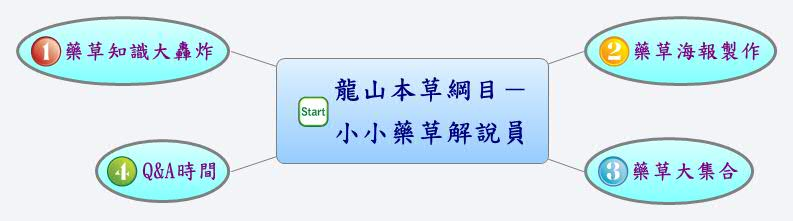 Start
龍山本草綱目－
小小藥草解說員
1 藥草知識大轟炸
2 藥草海報製作
3 藥草大集合
4 Q&A時間